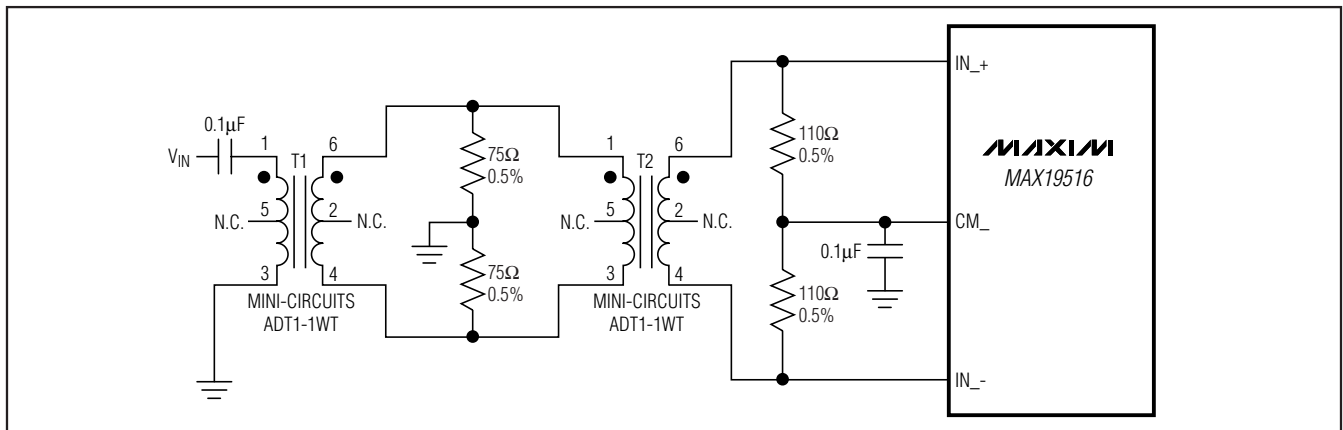 0.1µF
V_IN
1
T1
6
5
2
N.C.
N.C.
3
4
MINI-CIRCUITS
ADT1-1WT
75Ω
0.5%
75Ω
0.5%
1
T2
6
5
2
N.C.
N.C.
3
4
MINI-CIRCUITS
ADT1-1WT
110Ω
0.5%
0.1µF
110Ω
0.5%
IN_+
MAXIM
MAX19516
CM_
IN_-